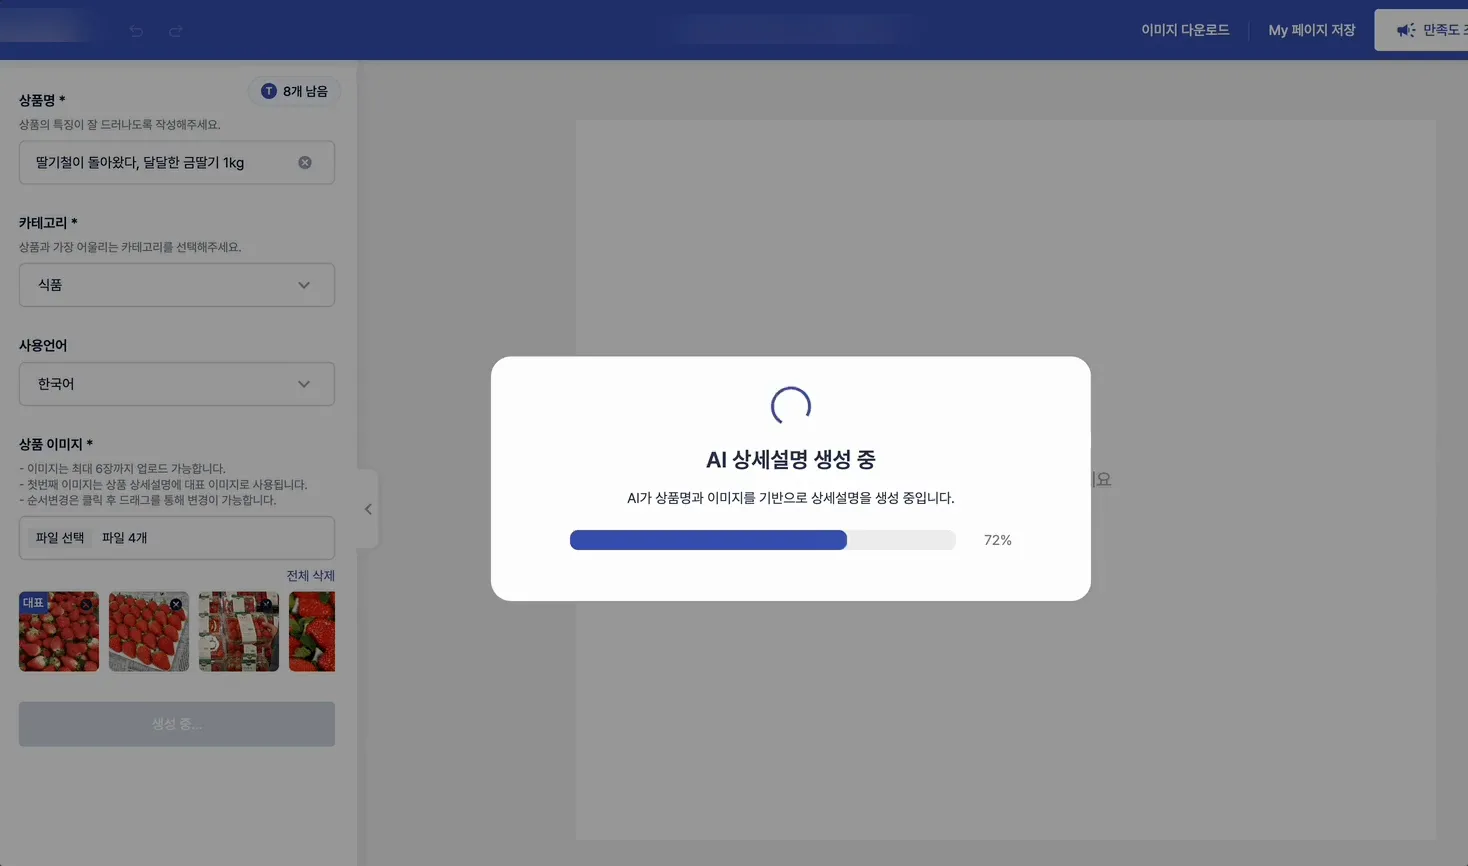 이미지 다운로드
My 페이지 저장
만족도
T 8개 남음
상품명 *
상품의 특징이 잘 드러나도록 작성해주세요.
딸기철이 돌아왔다, 달달한 금딸기 1kg
카테고리 *
상품과 가장 어울리는 카테고리를 선택해주세요.
식품
사용언어
한국어
상품 이미지 *
- 이미지는 최대 6장까지 업로드 가능합니다.
- 첫번째 이미지는 상품 상세설명에 대표 이미지로 사용됩니다.
- 순서변경은 클릭 후 드래그를 통해 변경이 가능합니다.
파일 선택 파일 4개
전체 삭제
대표
생성 중...
AI 상세설명 생성 중
AI가 상품명과 이미지를 기반으로 상세설명을 생성 중입니다.
72%
요